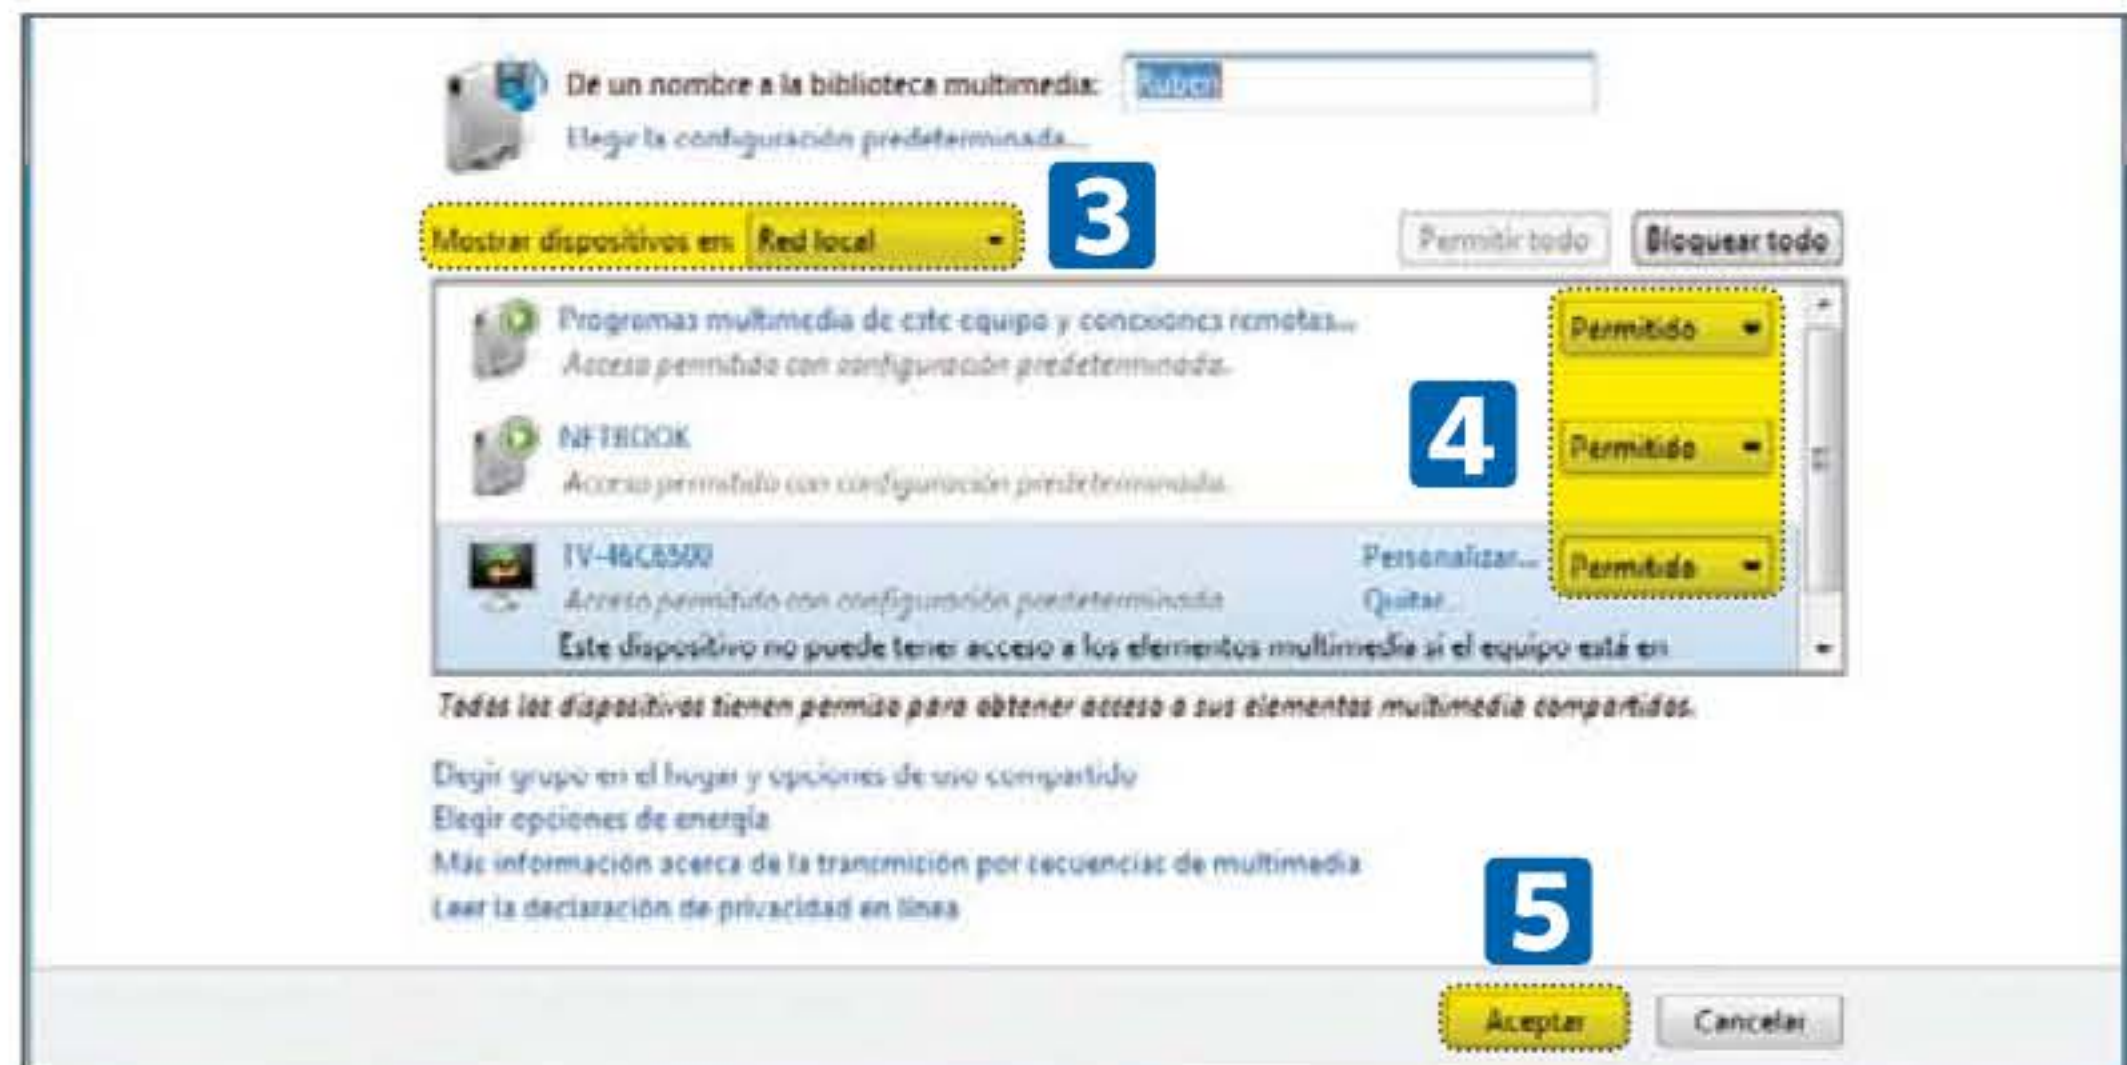 Dé un nombre a la biblioteca multimedia: Ruben
Elegir la configuración predeterminada...
Mostrar dispositivos en: Red local
3
Permitir todo
Bloquear todo
Programas multimedia de este equipo y conexiones remotas...
Permitido
Acceso permitido con configuración predeterminada.
4
NETBOOK
Permitido
Acceso permitido con configuración predeterminada.
TV-46C6500
Personalizar...
Permitido
Acceso permitido con configuración predeterminada.
Quitar...
Este dispositivo no puede tener acceso a los elementos multimedia si el equipo está en
Todos los dispositivos tienen permiso para obtener acceso a sus elementos multimedia compartidos.
Elegir grupo en el hogar y opciones de uso compartido
Elegir opciones de energía
Más información acerca de la transmisión por secuencias de multimedia
Leer la declaración de privacidad en línea
5
Aceptar
Cancelar